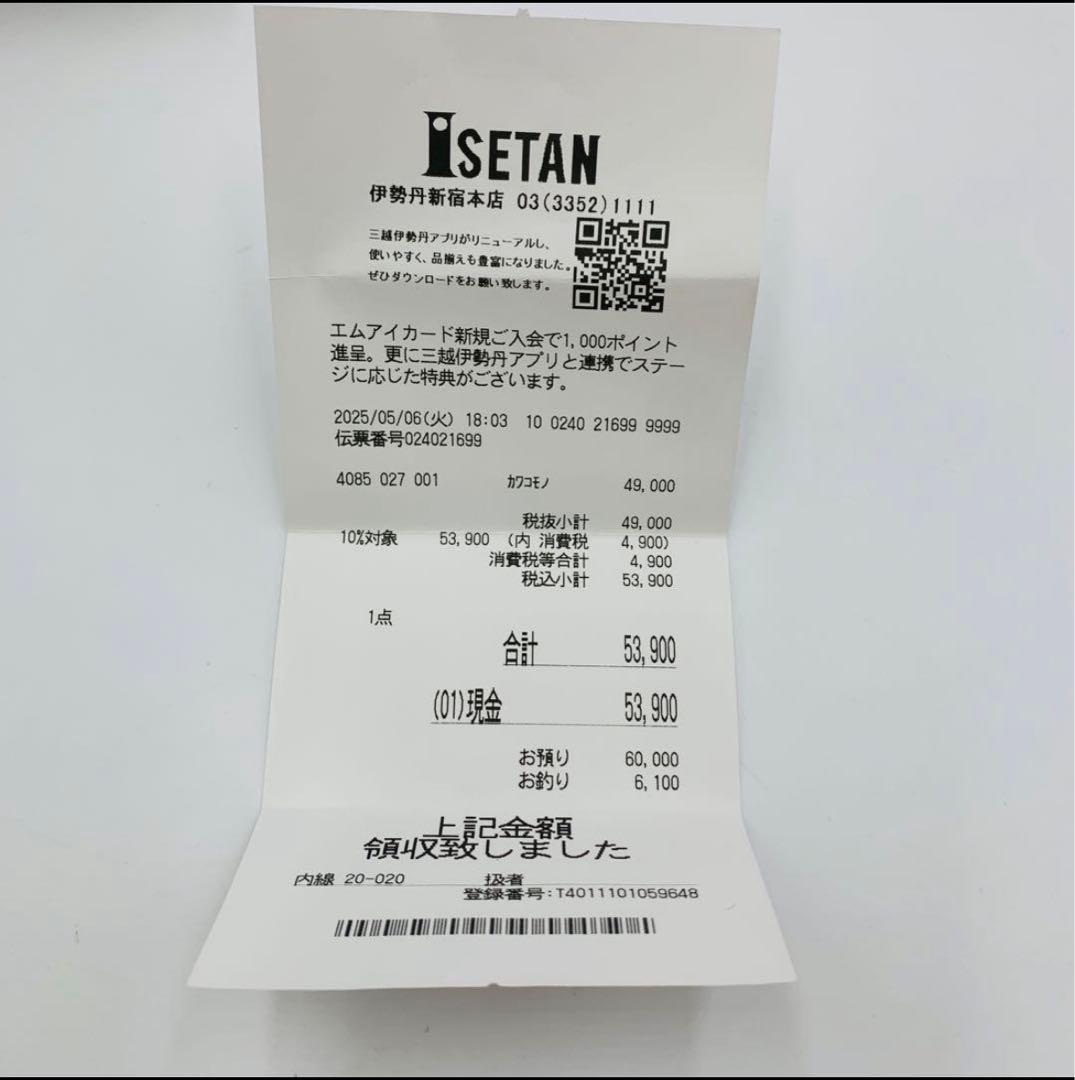 ISETAN
伊勢丹新宿本店 03(3352)1111
三越伊勢丹アプリがリニューアルし、
使いやすく、品揃えも豊富になりました。
ぜひダウンロードをお願い致します。
エムアイカード新規ご入会で1,000ポイント
進呈。更に三越伊勢丹アプリと連携でステー
ジに応じた特典がございます。
2025/05/06(火) 18:03 10 0240 21699 9999
伝票番号024021699
4085 027 001 ｶﾜｺﾓﾉ 49,000
税抜小計 49,000
10%対象 53,900 (内 消費税 4,900)
消費税等合計 4,900
税込小計 53,900
1点
合計 53,900
(01)現金 53,900
お預り 60,000
お釣り 6,100
上記金額
領収致しました
内線 20-020 扱者
登録番号:T4011101059648